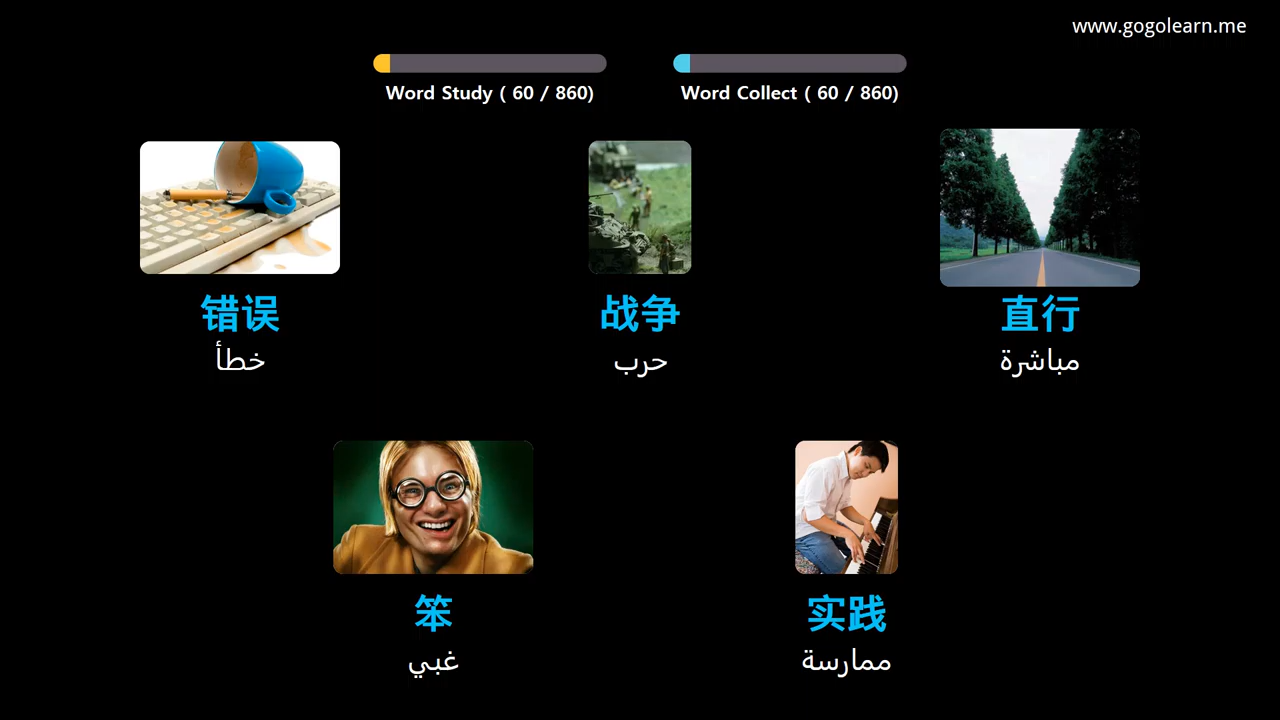 www.gogolearn.me
Word Study ( 60 / 860)
Word Collect ( 60 / 860)
错误
خطأ
战争
حرب
直行
مباشرة
笨
غبي
实践
ممارسة